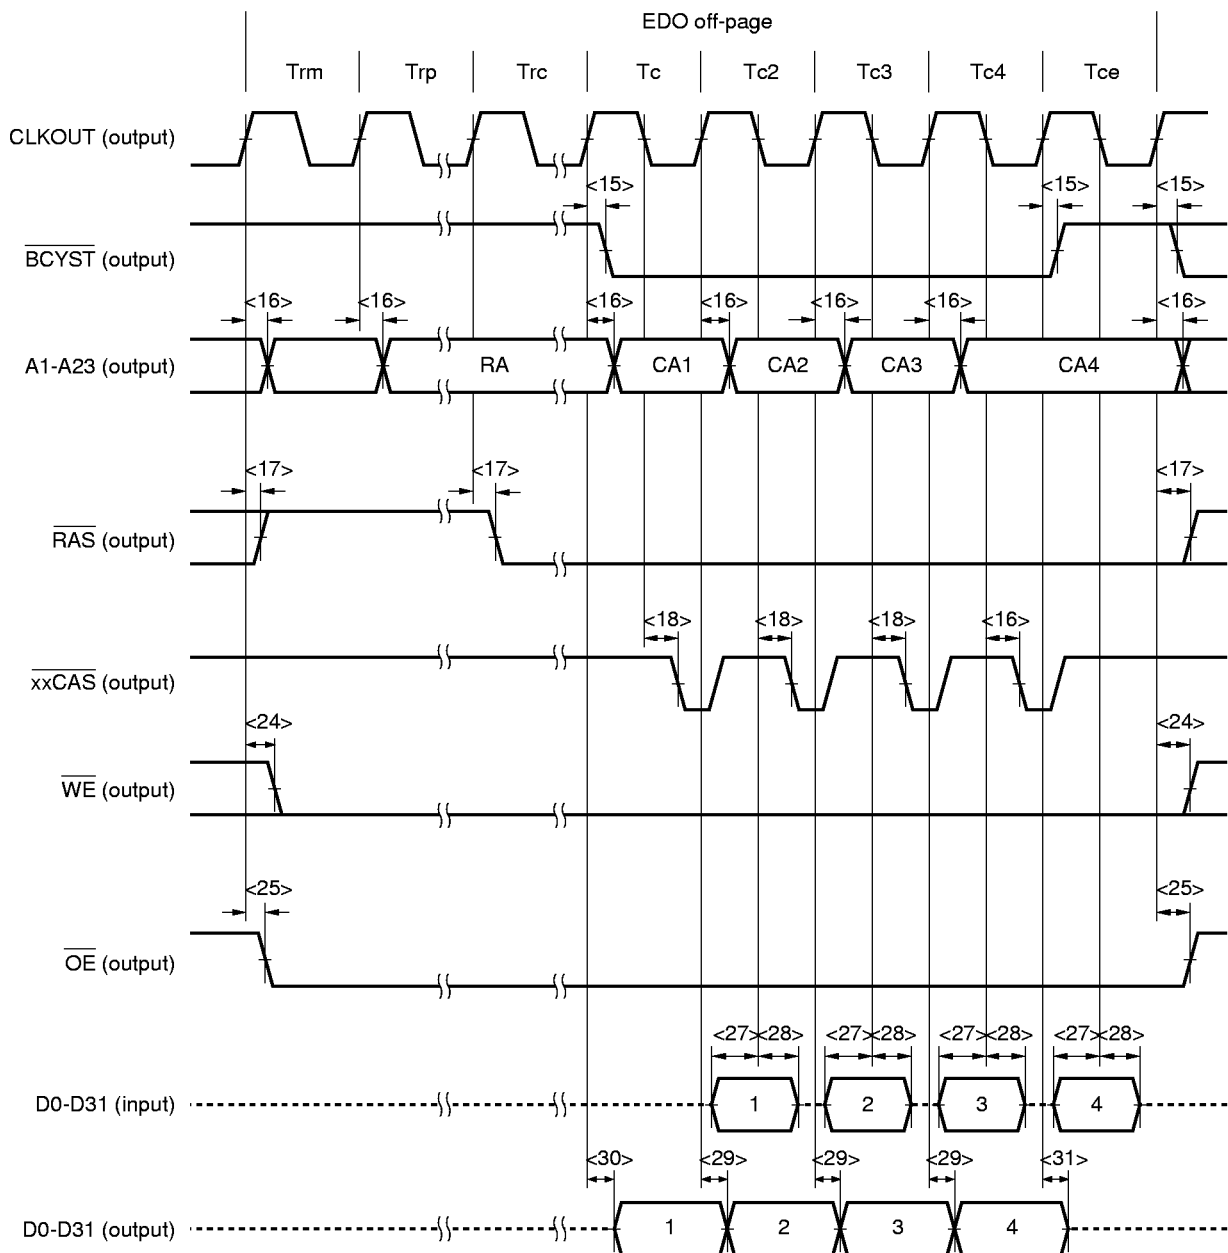 EDO off-page
Trm Trp Trc Tc Tc2 Tc3 Tc4 Tce
CLKOUT (output)
<15> <15> <15>
BCYST (output)
<16> <16> <16> <16> <16> <16> <16>
A1-A23 (output) RA CA1 CA2 CA3 CA4
<17> <17> <17>
RAS (output)
<18> <18> <18> <16>
xxCAS (output)
<24> <24>
WE (output)
<25> <25>
OE (output)
<27> <28> <27> <28> <27> <28> <27> <28>
D0-D31 (input) 1 2 3 4
<30> <29> <29> <29> <31>
D0-D31 (output) 1 2 3 4